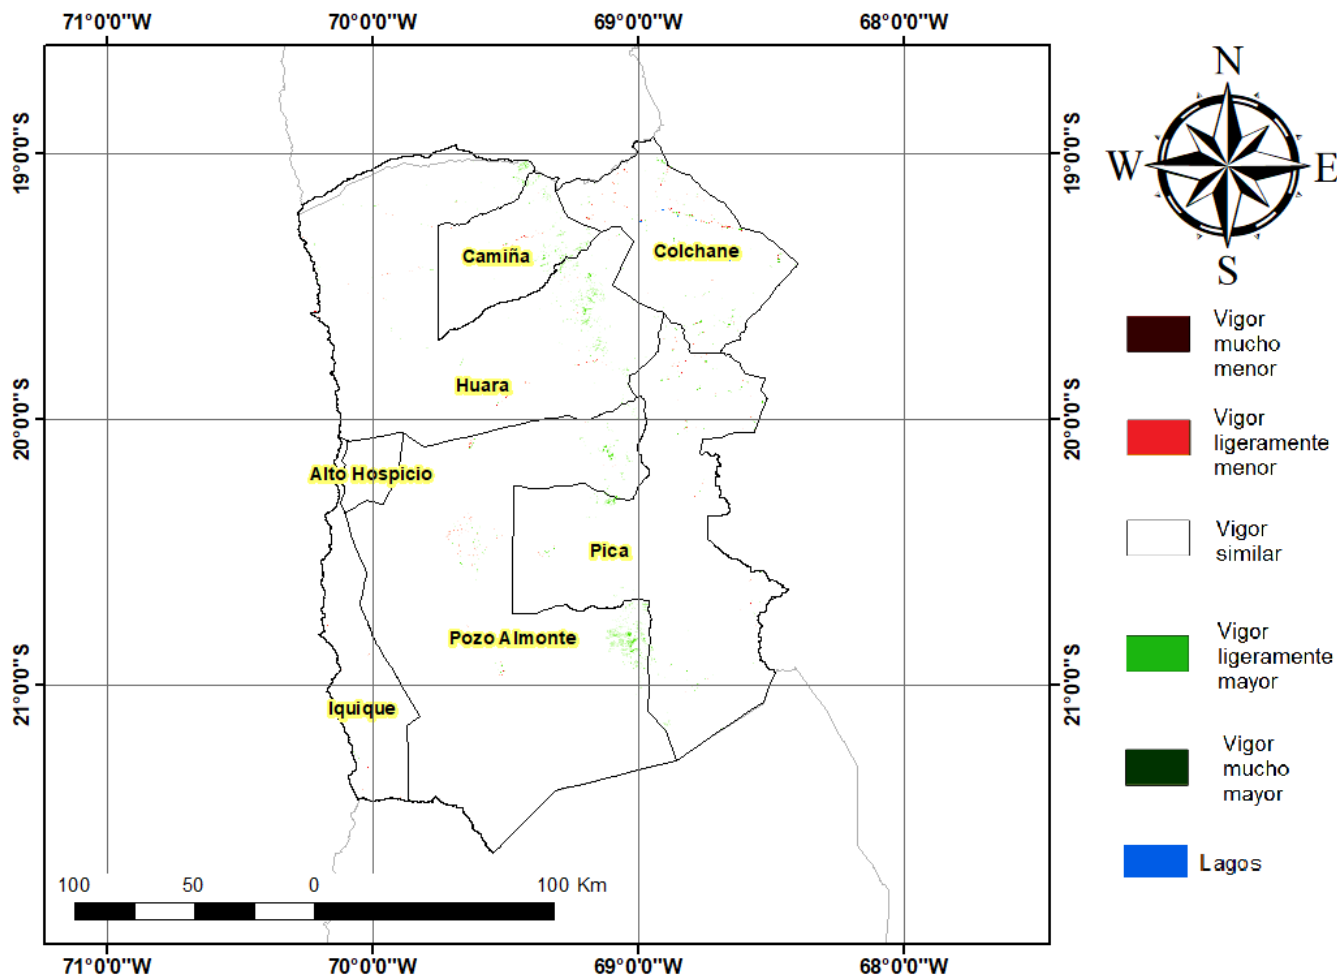 71°0'0"W 70°0'0"W 69°0'0"W 68°0'0"W
19°0'0"S
19°0'0"S
20°0'0"S
20°0'0"S
21°0'0"S
21°0'0"S
Camiña
Colchane
Huara
Alto Hospicio
Pica
Pozo Almonte
Iquique
100 50 0 100 Km
71°0'0"W 70°0'0"W 69°0'0"W 68°0'0"W
N
W E
S
Vigor
mucho
menor
Vigor
ligeramente
menor
Vigor
similar
Vigor
ligeramente
mayor
Vigor
mucho
mayor
Lagos